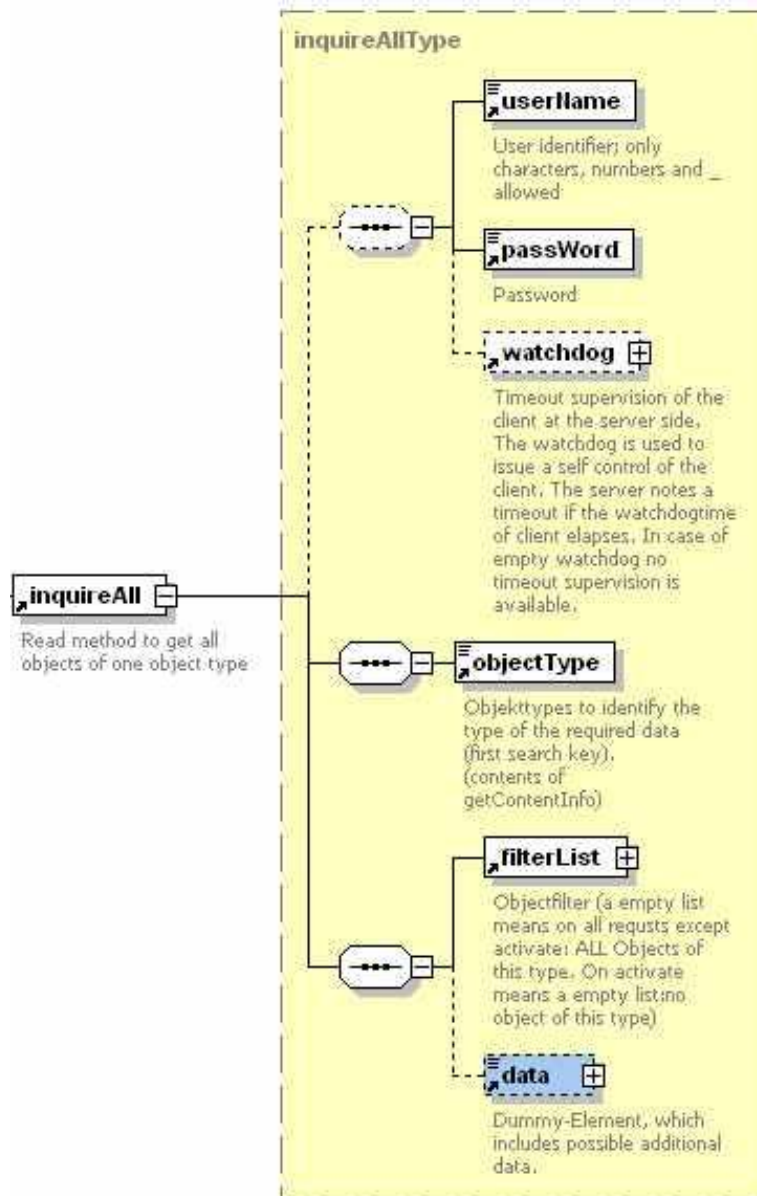 inquireAllType
userName
User identifier; only
characters, numbers and _
allowed
passWord
Password
watchdog
Timeout supervision of the
client at the server side.
The watchdog is used to
issue a self control of the
client. The server notes a
timeout if the watchdogtime
of client elapses. In case of
empty watchdog no
timeout supervision is
available.
inquireAll
Read method to get all
objects of one object type
objectType
Objekttypes to identify the
type of the required data
(first search key).
(contents of
getContentInfo)
filterList
Objectfilter (a empty list
means on all requsts except
activate: ALL Objects of
this type. On activate
means a empty list:no
object of this type)
data
Dummy-Element, which
includes possible additional
data.